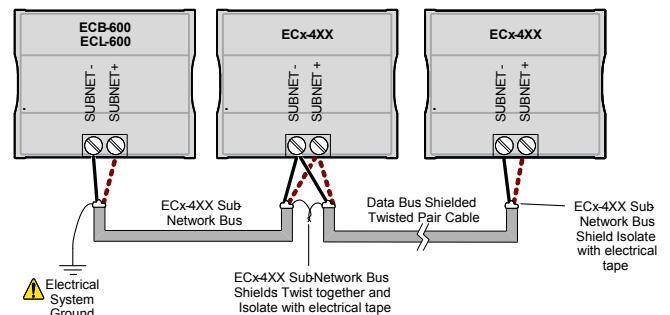 ECB-600
ECL-600
SUBNET -
SUBNET +
ECx-4XX
SUBNET -
SUBNET +
ECx-4XX
SUBNET -
SUBNET +
ECx-4XX Sub-
Network Bus
Data Bus Shielded
Twisted Pair Cable
ECx-4XX Sub-
Network Bus
Shield Isolate
with electrical
tape
Electrical
System
Ground
ECx-4XX Sub-Network Bus
Shields Twist together and
Isolate with electrical tape